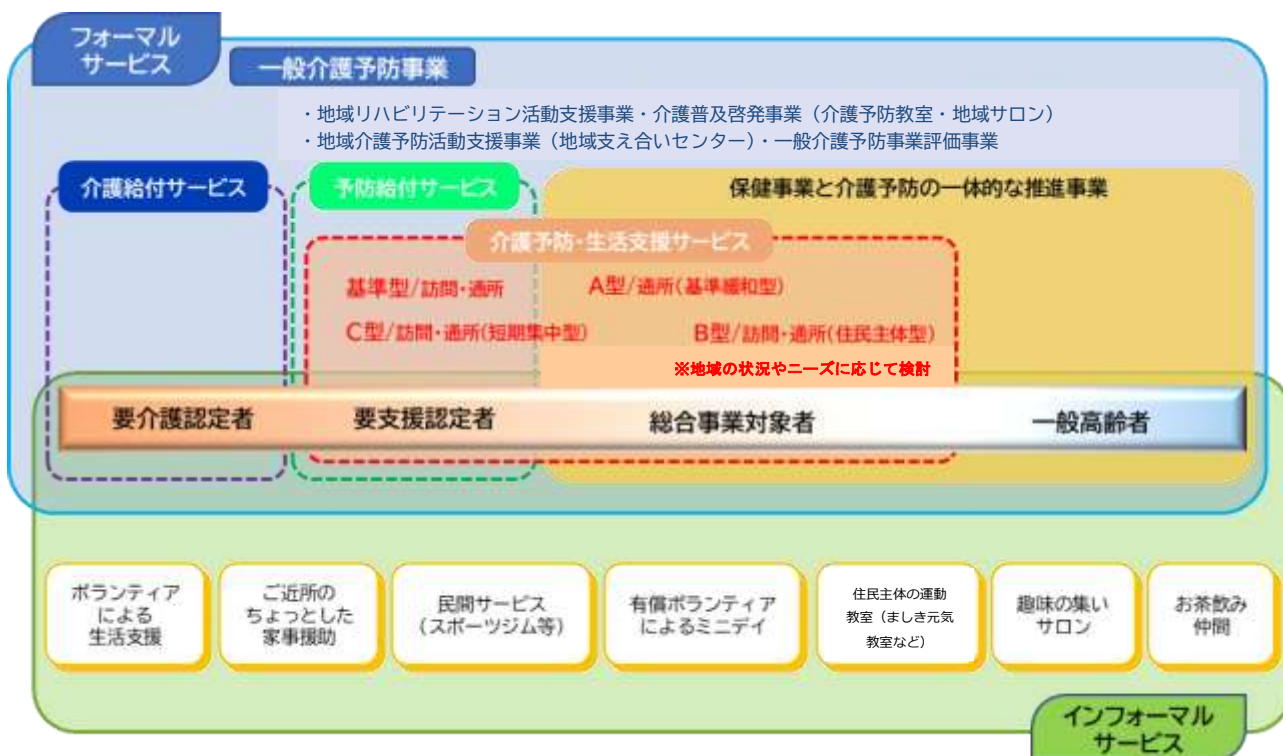 フォーマル
サービス
一般介護予防事業
・地域リハビリテーション活動支援事業・介護普及啓発事業（介護予防教室・地域サロン）
・地域介護予防活動支援事業（地域支え合いセンター）・一般介護予防事業評価事業
介護給付サービス
予防給付サービス
保健事業と介護予防の一体的な推進事業
介護予防・生活支援サービス
基準型/訪問・通所
A型/通所(基準緩和型)
C型/訪問・通所(短期集中型)
B型/訪問・通所(住民主体型)
※地域の状況やニーズに応じて検討
要介護認定者
要支援認定者
総合事業対象者
一般高齢者
ボランティア
による
生活支援
ご近所の
ちょっとした
家事援助
民間サービス
(スポーツジム等)
有償ボランティア
によるミニデイ
住民主体の運動
教室（ましき元気
教室など）
趣味の集い
サロン
お茶飲み
仲間
インフォーマル
サービス